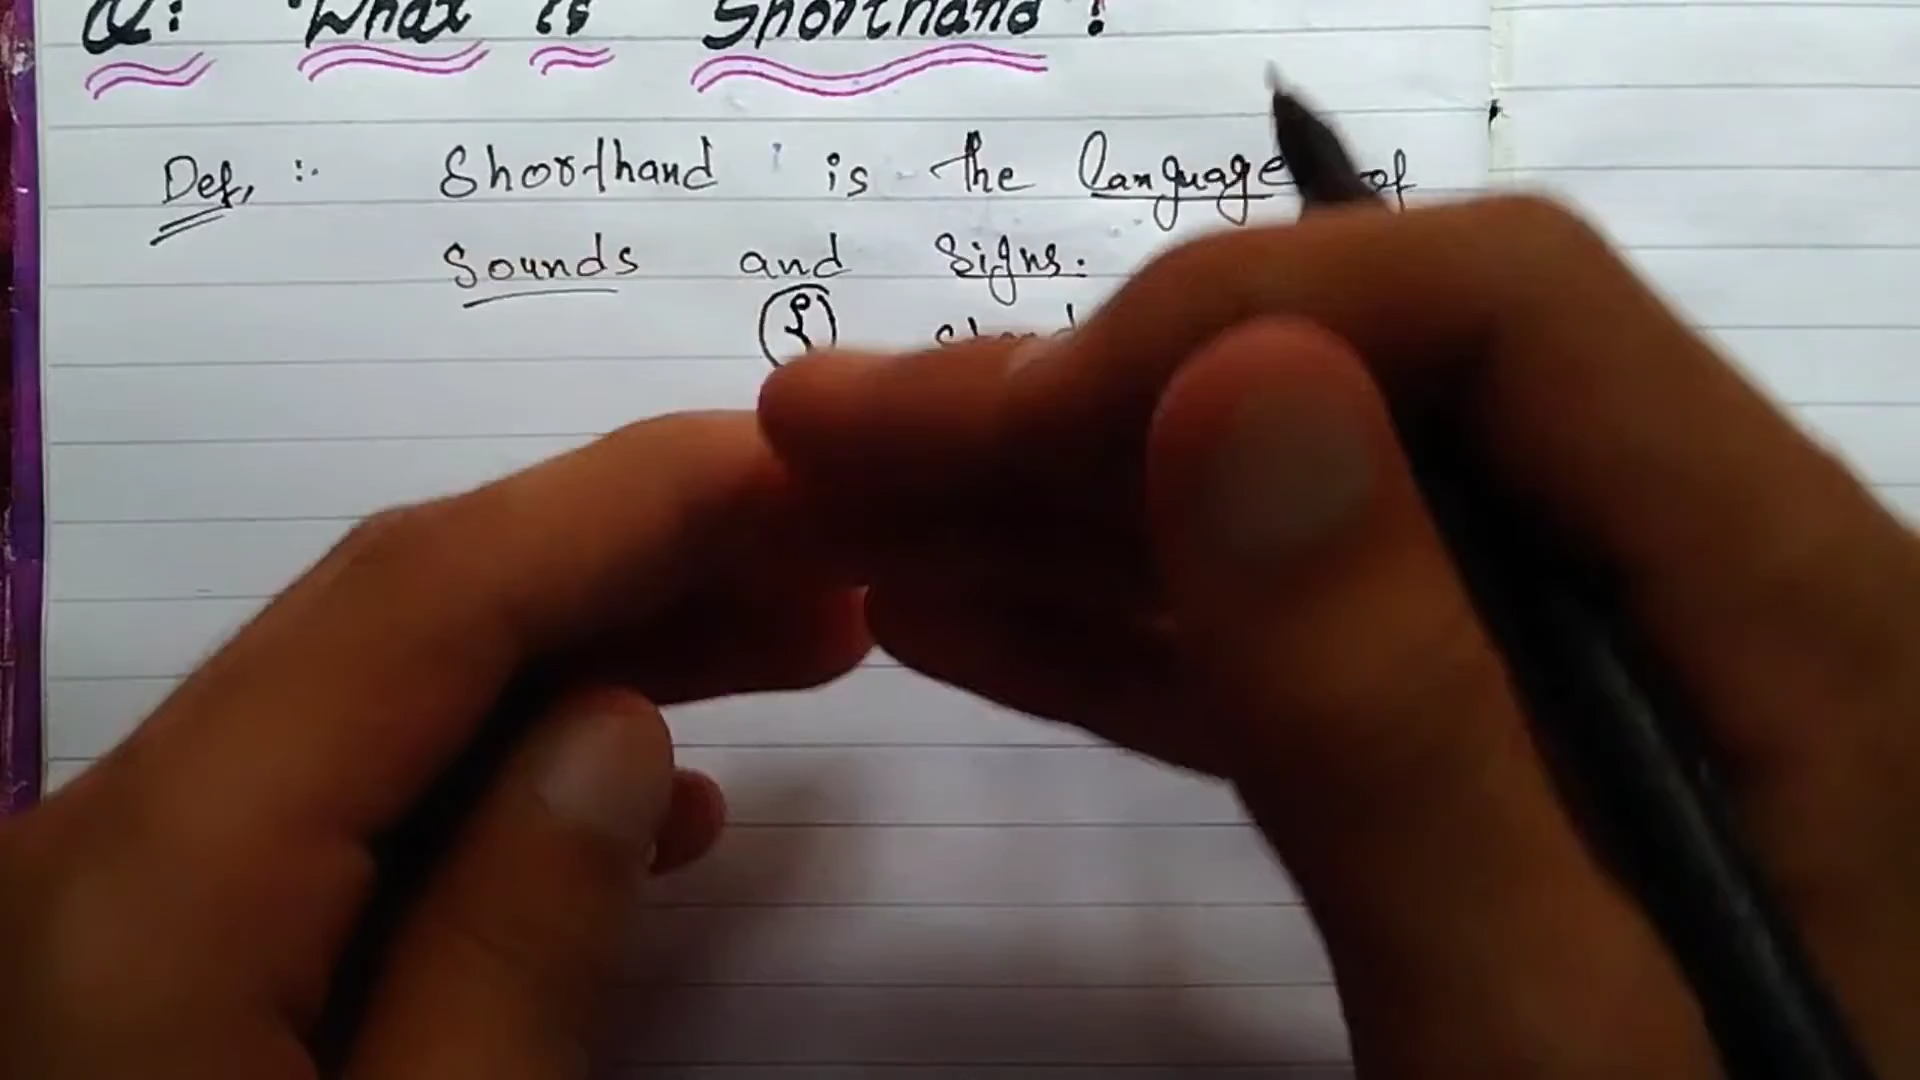 Q: "What is Shorthand?
Def, :- Shorthand is the language of
Sounds and Signs.